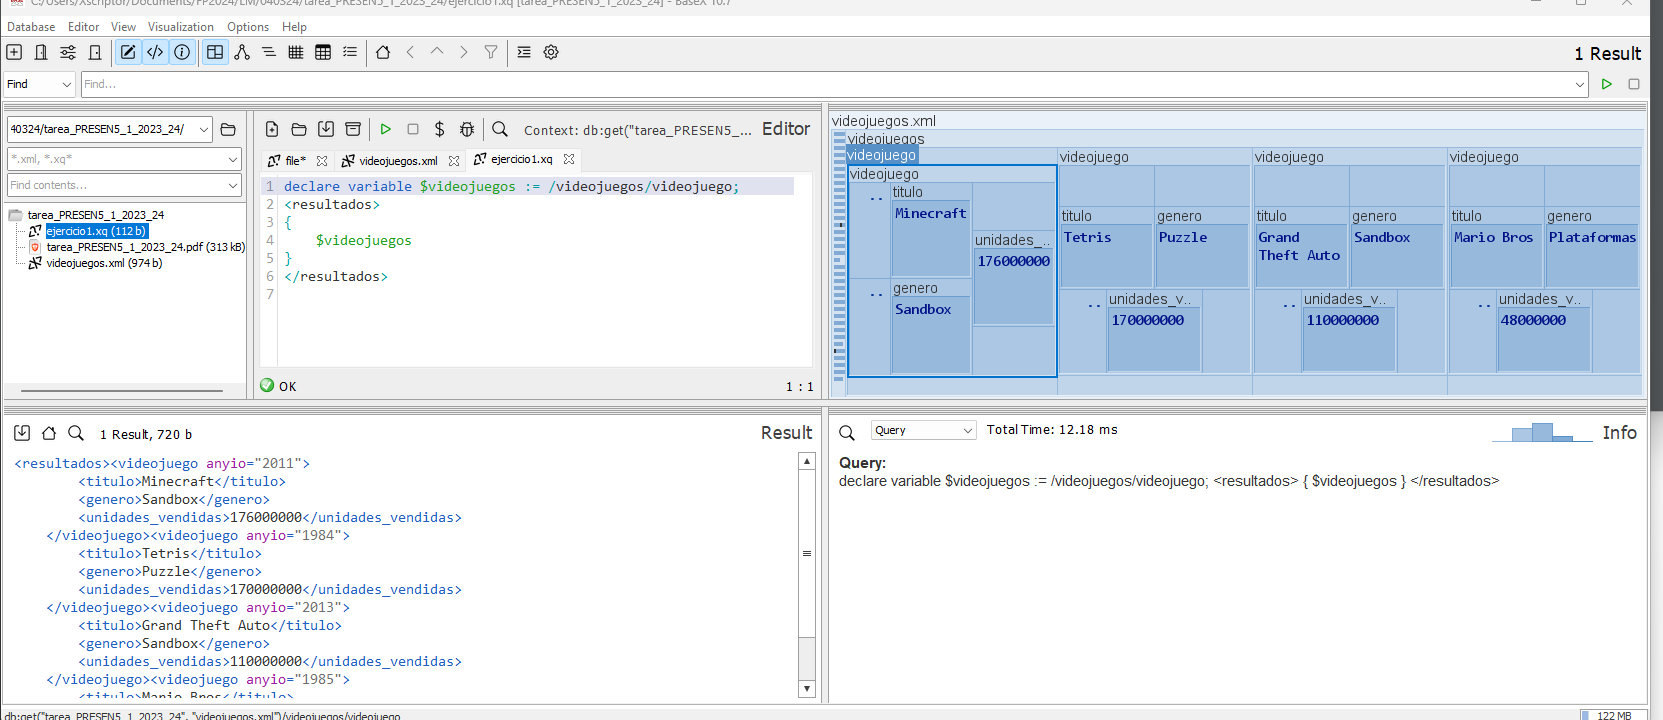 C:/Users/Xscriptor/Documents/FP2024/LM/040324/tarea_PRESEN5_1_2023_24/ejercicio1.xq [tarea_PRESEN5_1_2023_24] - BaseX 10.7
Database Editor View Visualization Options Help
1 Result
Find Find...
40324/tarea_PRESEN5_1_2023_24/
*.xml, *.xq*
Find contents...
tarea_PRESEN5_1_2023_24
ejercicio1.xq (112 b)
tarea_PRESEN5_1_2023_24.pdf (313 kB)
videojuegos.xml (974 b)
Context: db:get("tarea_PRESEN5_... Editor
file* videojuegos.xml ejercicio1.xq
1 declare variable $videojuegos := /videojuegos/videojuego;
2 <resultados>
3 {
4     $videojuegos
5 }
6 </resultados>
7
OK 1 : 1
videojuegos.xml
videojuegos
videojuego
videojuego videojuego videojuego videojuego
.. titulo
Minecraft
unidades_..
176000000
.. genero
Sandbox
titulo genero
Tetris Puzzle
.. unidades_v..
170000000
titulo genero
Grand Theft Auto Sandbox
.. unidades_v..
110000000
titulo genero
Mario Bros Plataformas
.. unidades_v..
48000000
1 Result, 720 b Result
<resultados><videojuego anyio="2011">
        <titulo>Minecraft</titulo>
        <genero>Sandbox</genero>
        <unidades_vendidas>176000000</unidades_vendidas>
    </videojuego><videojuego anyio="1984">
        <titulo>Tetris</titulo>
        <genero>Puzzle</genero>
        <unidades_vendidas>170000000</unidades_vendidas>
    </videojuego><videojuego anyio="2013">
        <titulo>Grand Theft Auto</titulo>
        <genero>Sandbox</genero>
        <unidades_vendidas>110000000</unidades_vendidas>
    </videojuego><videojuego anyio="1985">
        <titulo>Mario Bros</titulo>
Query Total Time: 12.18 ms Info
Query:
declare variable $videojuegos := /videojuegos/videojuego; <resultados> { $videojuegos } </resultados>
db:get("tarea_PRESEN5_1_2023_24", "videojuegos.xml")/videojuegos/videojuego
122 MB